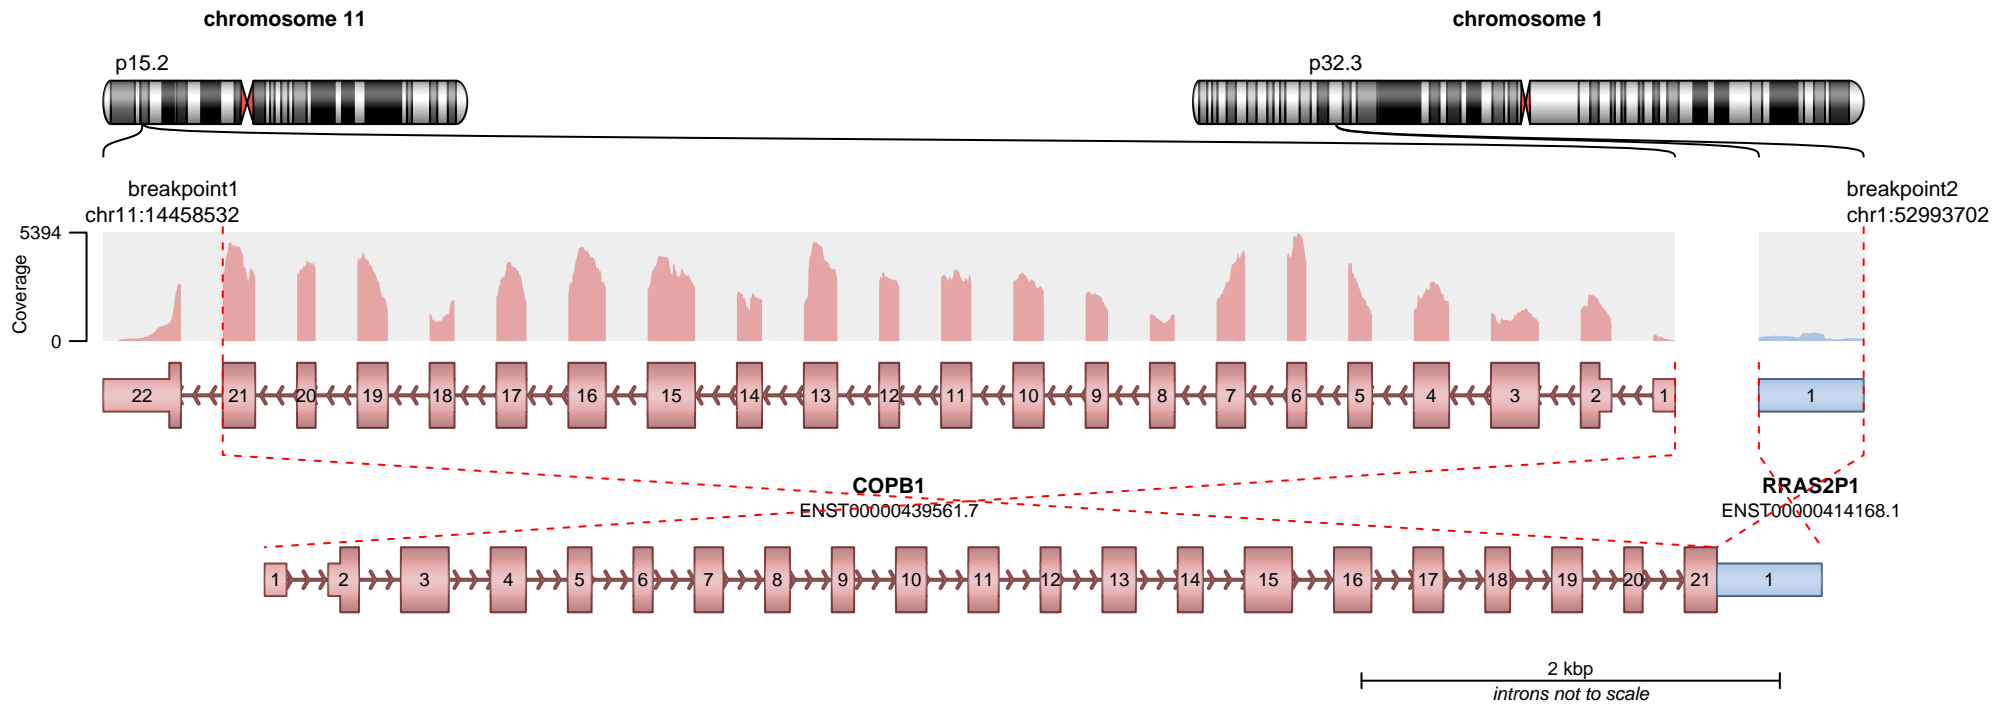 chromosome 11
chromosome 1
p15.2
p32.3
breakpoint1
chr11:14458532
breakpoint2
chr1:52993702
5394
Coverage
0
22 21 20 19 18 17 16 15 14 13 12 11 10 9 8 7 6 5 4 3 2 1 1
COPB1
ENST00000439561.7
RRAS2P1
ENST00000414168.1
1 2 3 4 5 6 7 8 9 10 11 12 13 14 15 16 17 18 19 20 21 1
2 kbp
introns not to scale